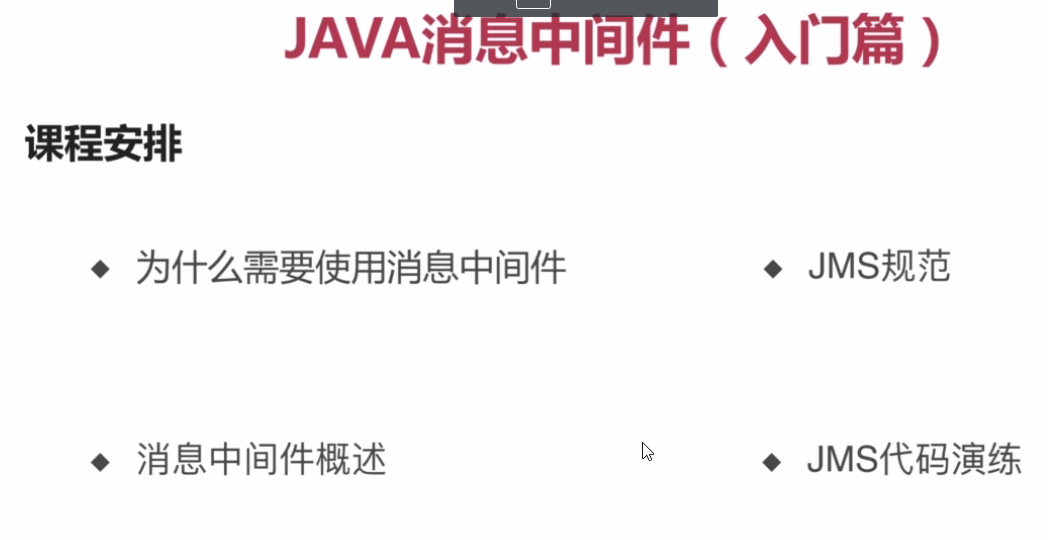 JAVA消息中间件（入门篇）
课程安排
◆ 为什么需要使用消息中间件
◆ JMS规范
◆ 消息中间件概述
◆ JMS代码演练